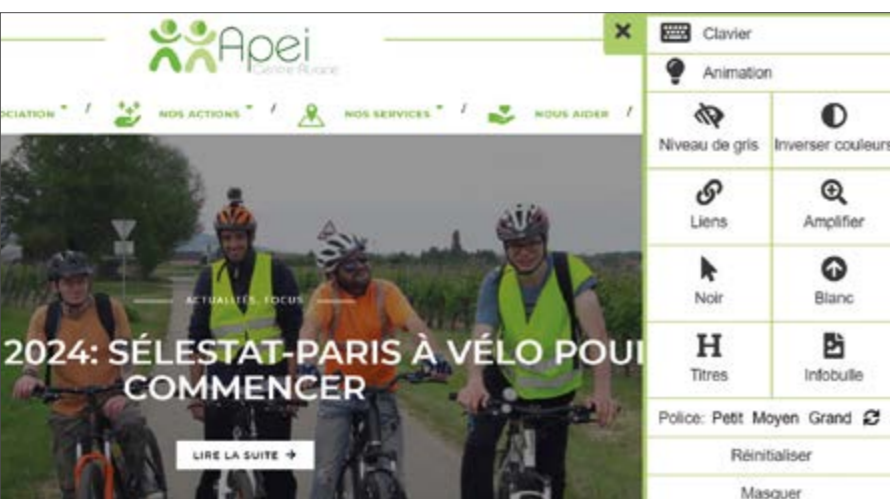 Apei
Centre Alsace
OCIATION / NOS ACTIONS / NOS SERVICES / NOUS AIDER /
ACTUALITÉS, FOCUS
2024: SÉLESTAT-PARIS À VÉLO POUR
COMMENCER
LIRE LA SUITE →
Clavier
Animation
Niveau de gris
Inverser couleurs
Liens
Amplifier
Noir
Blanc
Titres
Infobulle
Police: Petit Moyen Grand
Réinitialiser
Masquer